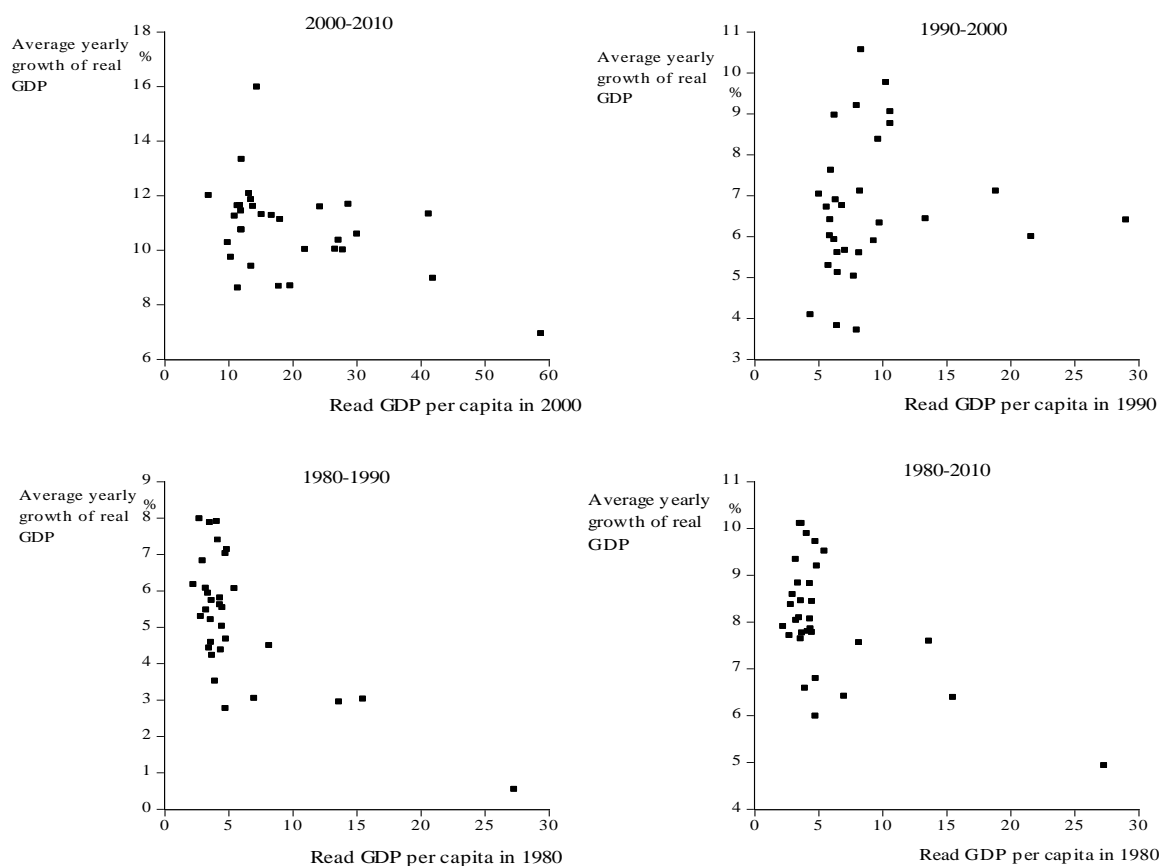 2000-2010
Average yearly
growth of real
GDP
%
18
16
14
12
10
8
6
0 10 20 30 40 50 60
Read GDP per capita in 2000
1990-2000
Average yearly
growth of real
GDP
%
11
10
9
8
7
6
5
4
3
0 5 10 15 20 25 30
Read GDP per capita in 1990
1980-1990
Average yearly
growth of real
GDP
%
9
8
7
6
5
4
3
2
1
0
0 5 10 15 20 25 30
Read GDP per capita in 1980
1980-2010
Average yearly
growth of real
GDP
%
11
10
9
8
7
6
5
4
0 5 10 15 20 25 30
Read GDP per capita in 1980